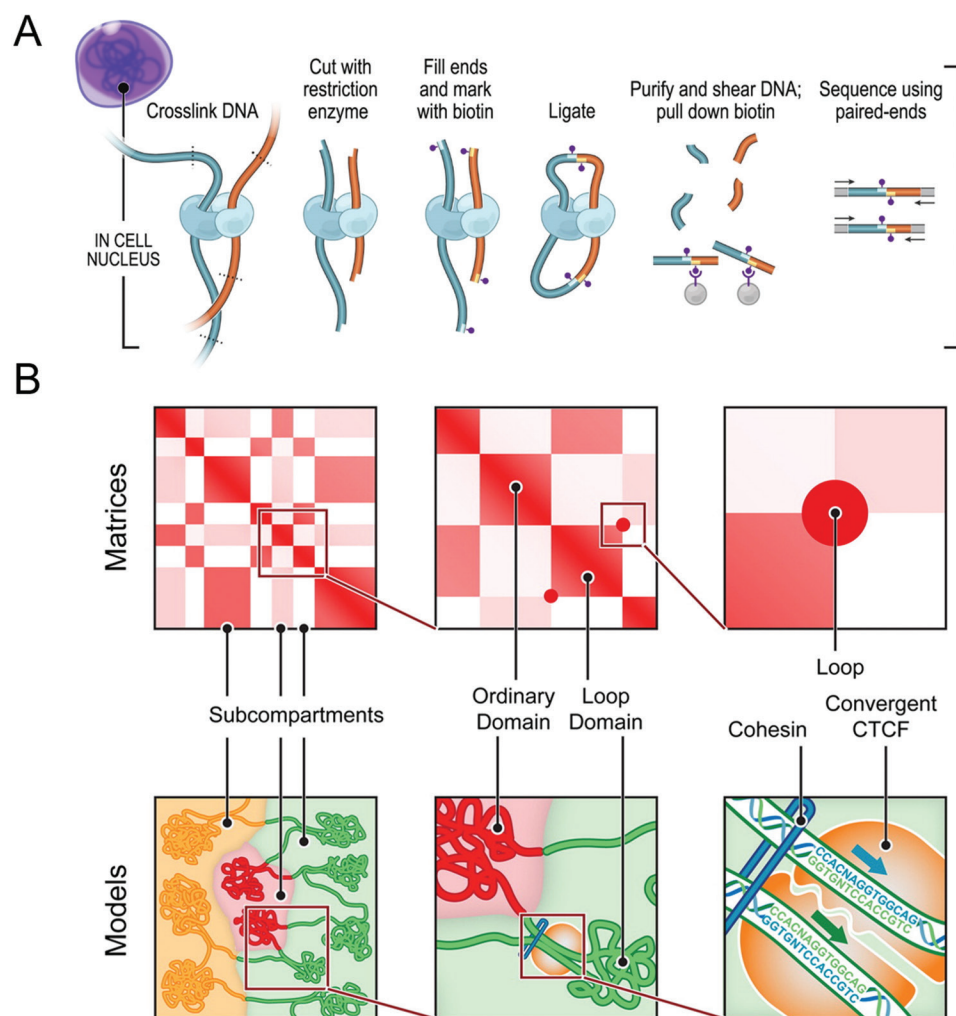 A
Crosslink DNA
Cut with
restriction
enzyme
Fill ends
and mark
with biotin
Ligate
Purify and shear DNA;
pull down biotin
Sequence using
paired-ends
IN CELL
NUCLEUS
B
Matrices
Subcompartments
Ordinary
Domain
Loop
Domain
Loop
Cohesin
Convergent
CTCF
Models
CCACNAGGTGGCAGT
GGTGNTCCACCGTC
CCACNAGGTGGCAG
GGTGNTCCACCGTC